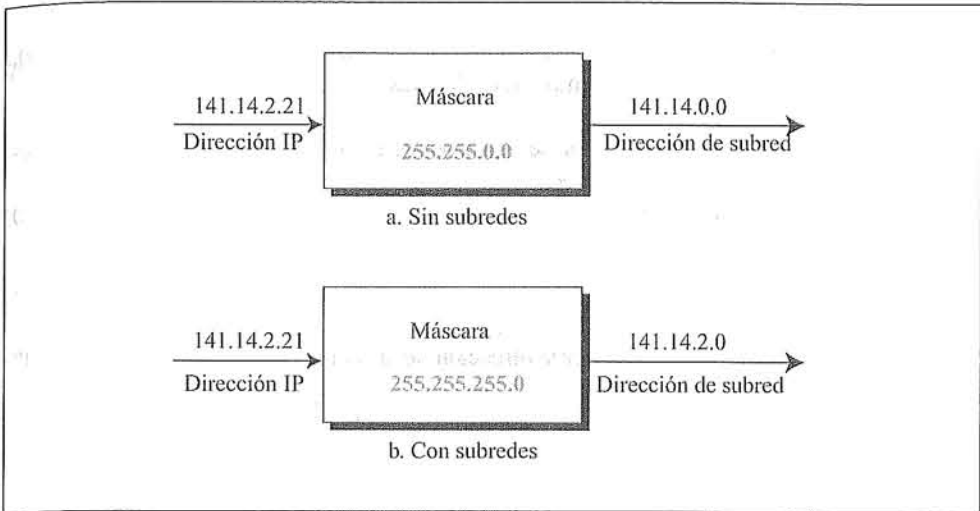 141.14.2.21
Dirección IP
Máscara
255.255.0.0
141.14.0.0
Dirección de subred
a. Sin subredes
141.14.2.21
Dirección IP
Máscara
255.255.255.0
141.14.2.0
Dirección de subred
b. Con subredes